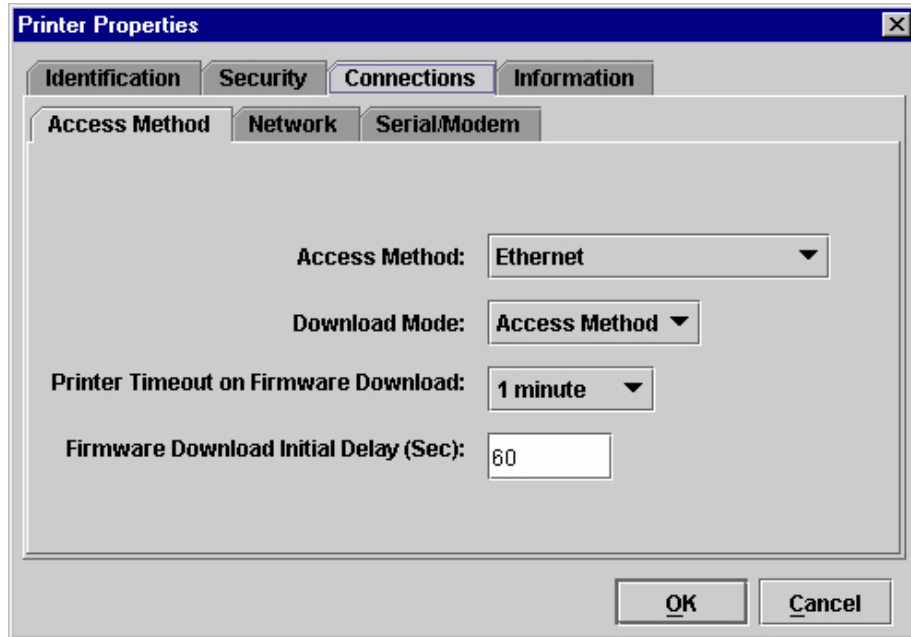 Printer Properties
Identification Security Connections Information
Access Method Network Serial/Modem
Access Method: Ethernet
Download Mode: Access Method
Printer Timeout on Firmware Download: 1 minute
Firmware Download Initial Delay (Sec): 60
OK Cancel